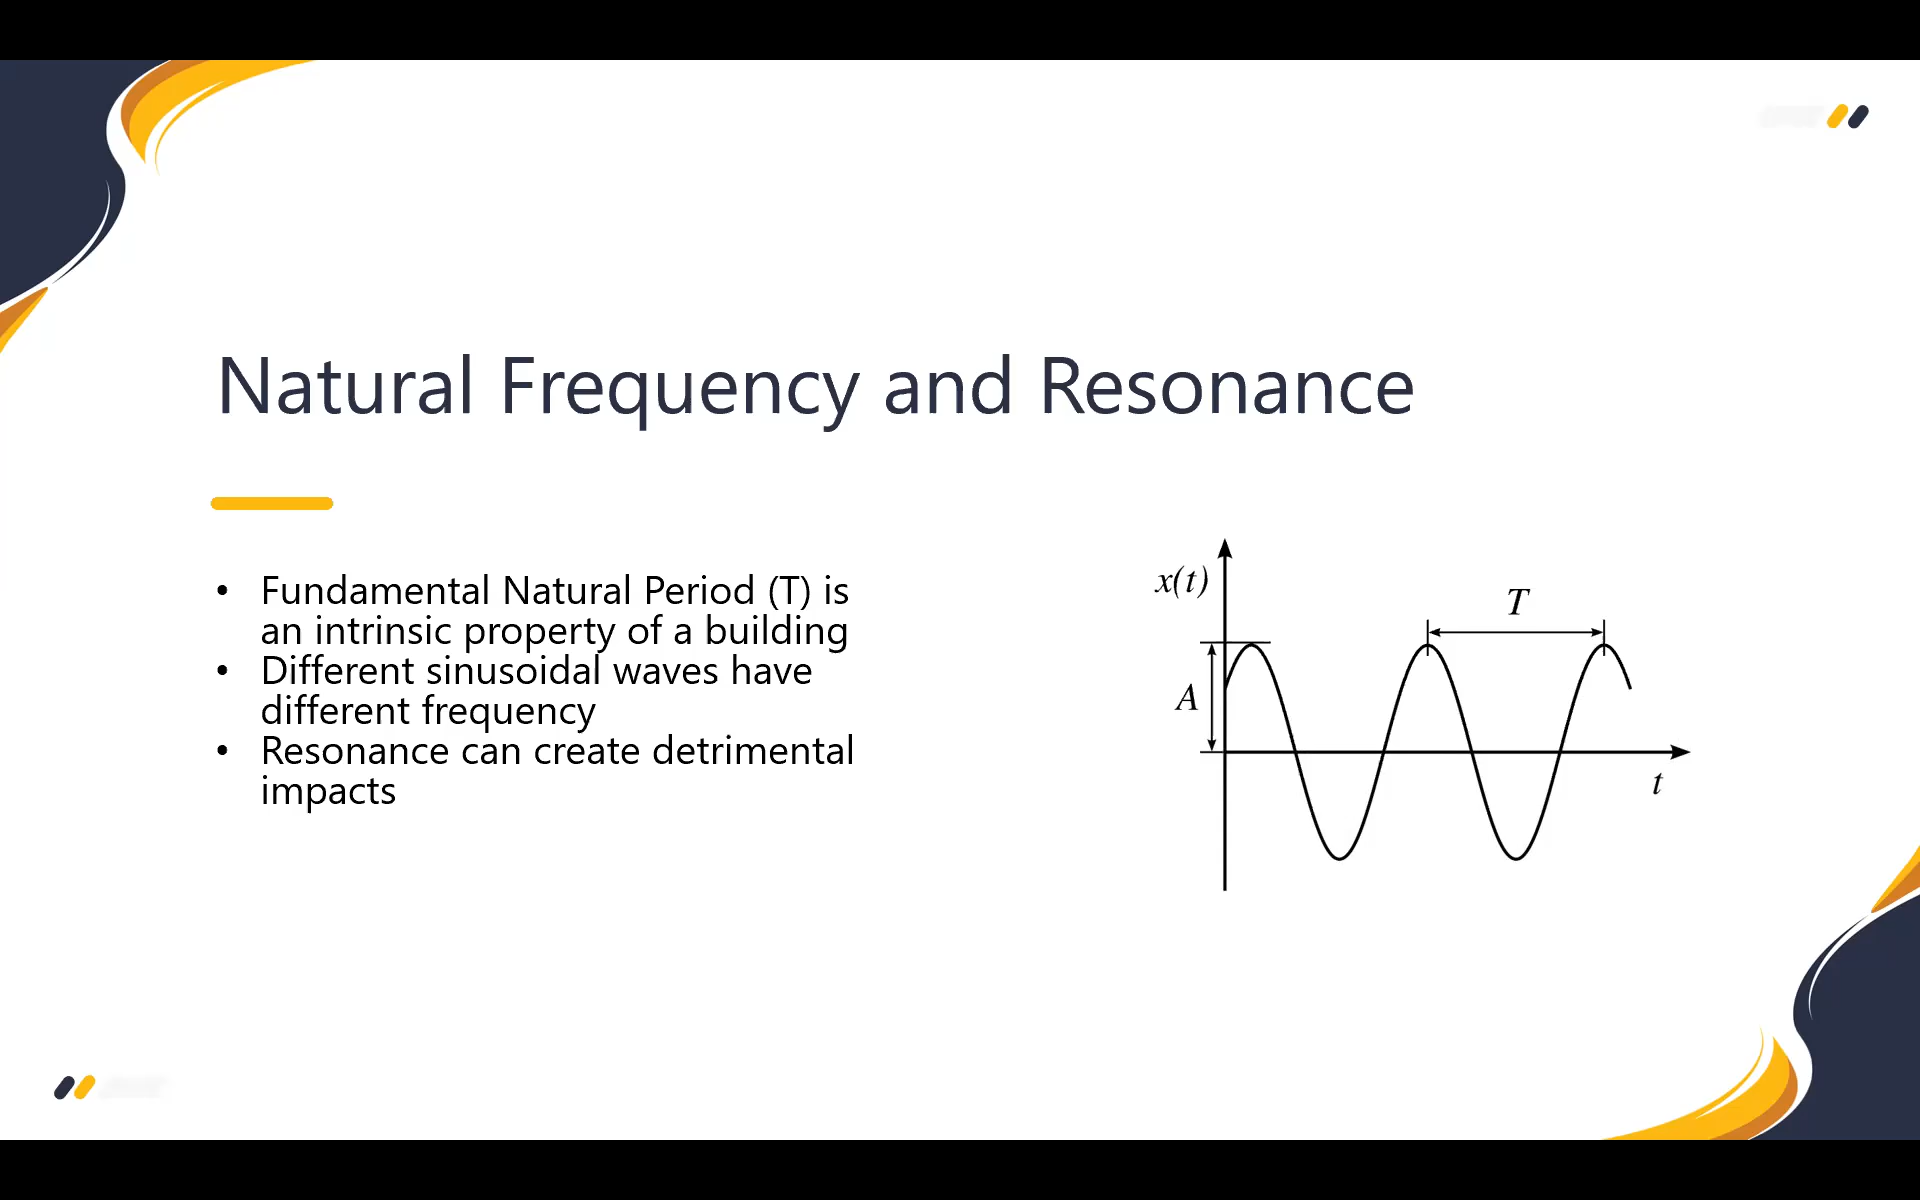 Natural Frequency and Resonance
• Fundamental Natural Period (T) is
an intrinsic property of a building
• Different sinusoidal waves have
different frequency
• Resonance can create detrimental
impacts
x(t)
T
A
t